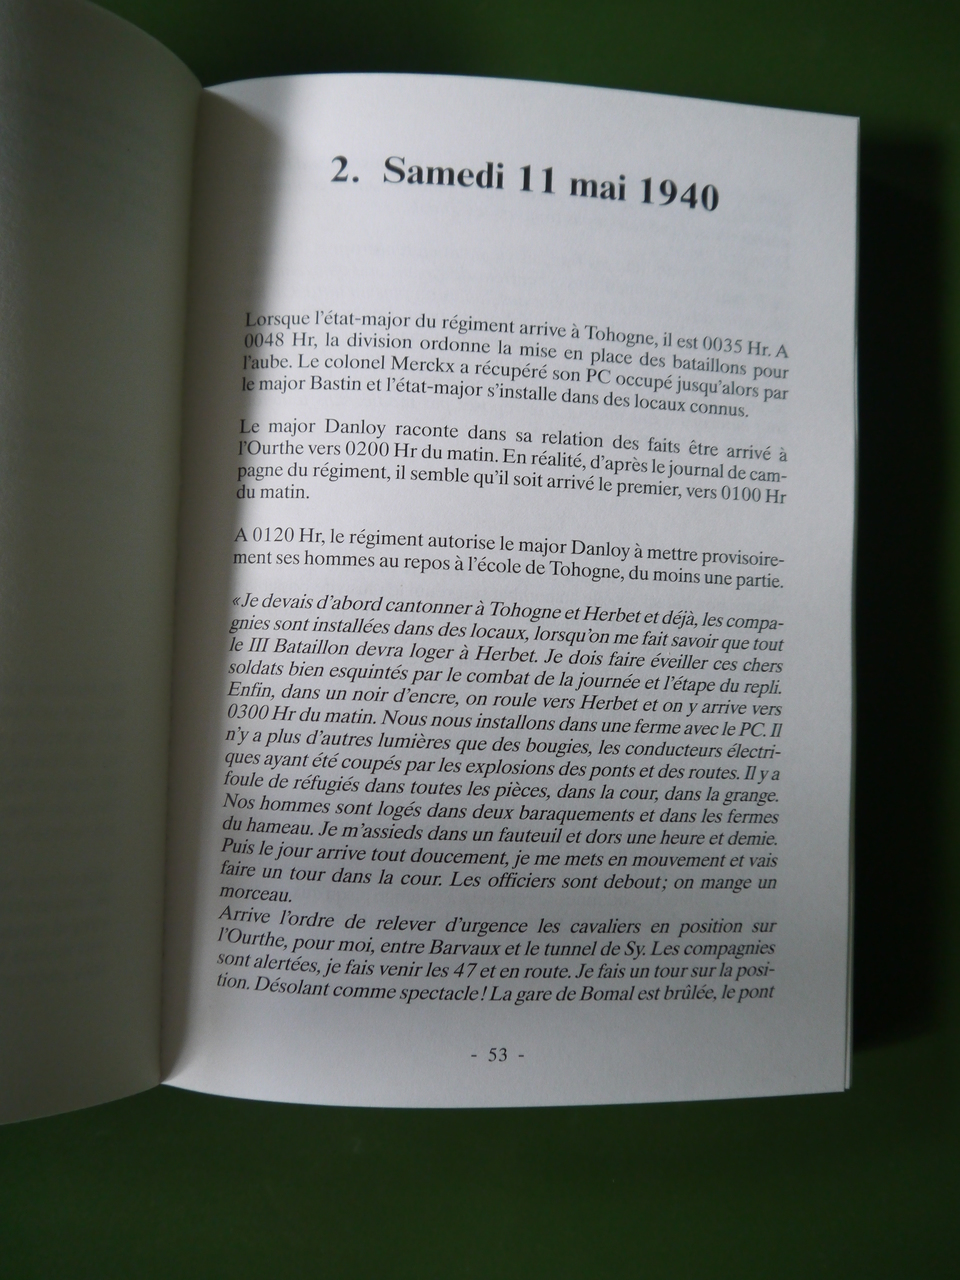 2. Samedi 11 mai 1940
Lorsque l'état-major du régiment arrive à Tohogne, il est 0035 Hr. A
0048 Hr, la division ordonne la mise en place des bataillons pour
l'aube. Le colonel Merckx a récupéré son PC occupé jusqu'alors par
le major Bastin et l'état-major s'installe dans des locaux connus.
Le major Danloy raconte dans sa relation des faits être arrivé à
l'Ourthe vers 0200 Hr du matin. En réalité, d'après le journal de cam-
pagne du régiment, il semble qu'il soit arrivé le premier, vers 0100 Hr
du matin.
A 0120 Hr, le régiment autorise le major Danloy à mettre provisoire-
ment ses hommes au repos à l'école de Tohogne, du moins une partie.
«Je devais d'abord cantonner à Tohogne et Herbet et déjà, les compa-
gnies sont installées dans des locaux, lorsqu'on me fait savoir que tout
le III Bataillon devra loger à Herbet. Je dois faire éveiller ces chers
soldats bien esquintés par le combat de la journée et l'étape du repli.
Enfin, dans un noir d'encre, on roule vers Herbet et on y arrive vers
0300 Hr du matin. Nous nous installons dans une ferme avec le PC. Il
n'y a plus d'autres lumières que des bougies, les conducteurs électri-
ques ayant été coupés par les explosions des ponts et des routes. Il y a
foule de réfugiés dans toutes les pièces, dans la cour, dans la grange.
Nos hommes sont logés dans deux baraquements et dans les fermes
du hameau. Je m'assieds dans un fauteuil et dors une heure et demie.
Puis le jour arrive tout doucement, je me mets en mouvement et vais
faire un tour dans la cour. Les officiers sont debout; on mange un
morceau.
Arrive l'ordre de relever d'urgence les cavaliers en position sur
l'Ourthe, pour moi, entre Barvaux et le tunnel de Sy. Les compagnies
sont alertées, je fais venir les 47 et en route. Je fais un tour sur la posi-
tion. Désolant comme spectacle! La gare de Bomal est brûlée, le pont
- 53 -